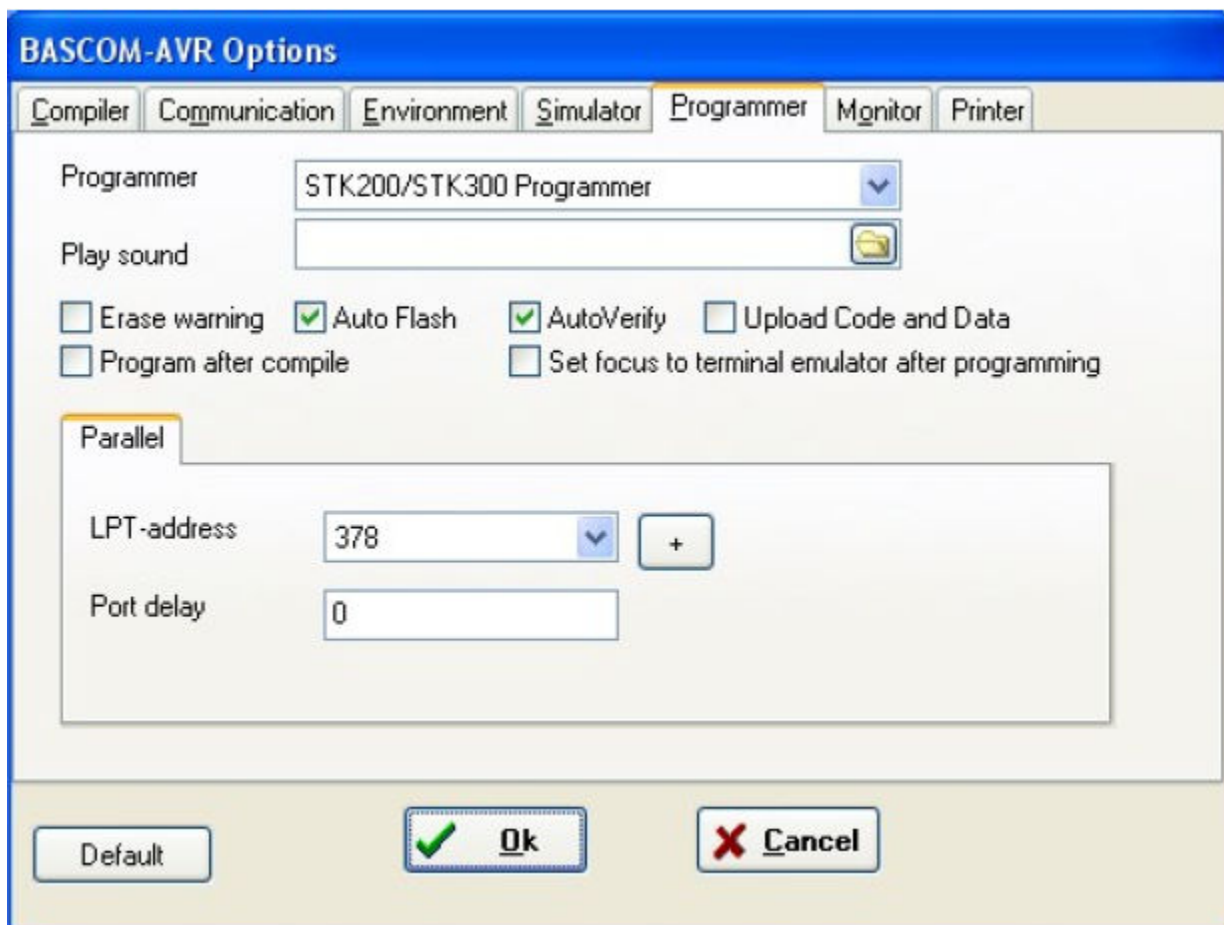 BASCOM-AVR Options
Compiler Communication Environment Simulator Programmer Monitor Printer
Programmer STK200/STK300 Programmer
Play sound
Erase warning Auto Flash AutoVerify Upload Code and Data
Program after compile Set focus to terminal emulator after programming
Parallel
LPT-address 378 +
Port delay 0
Default Ok Cancel